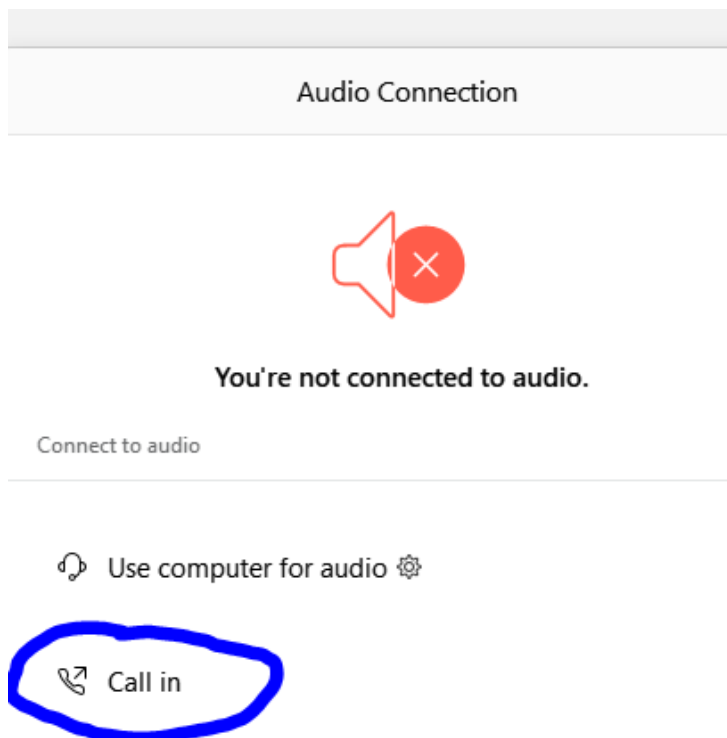 Audio Connection
You're not connected to audio.
Connect to audio
Use computer for audio
Call in